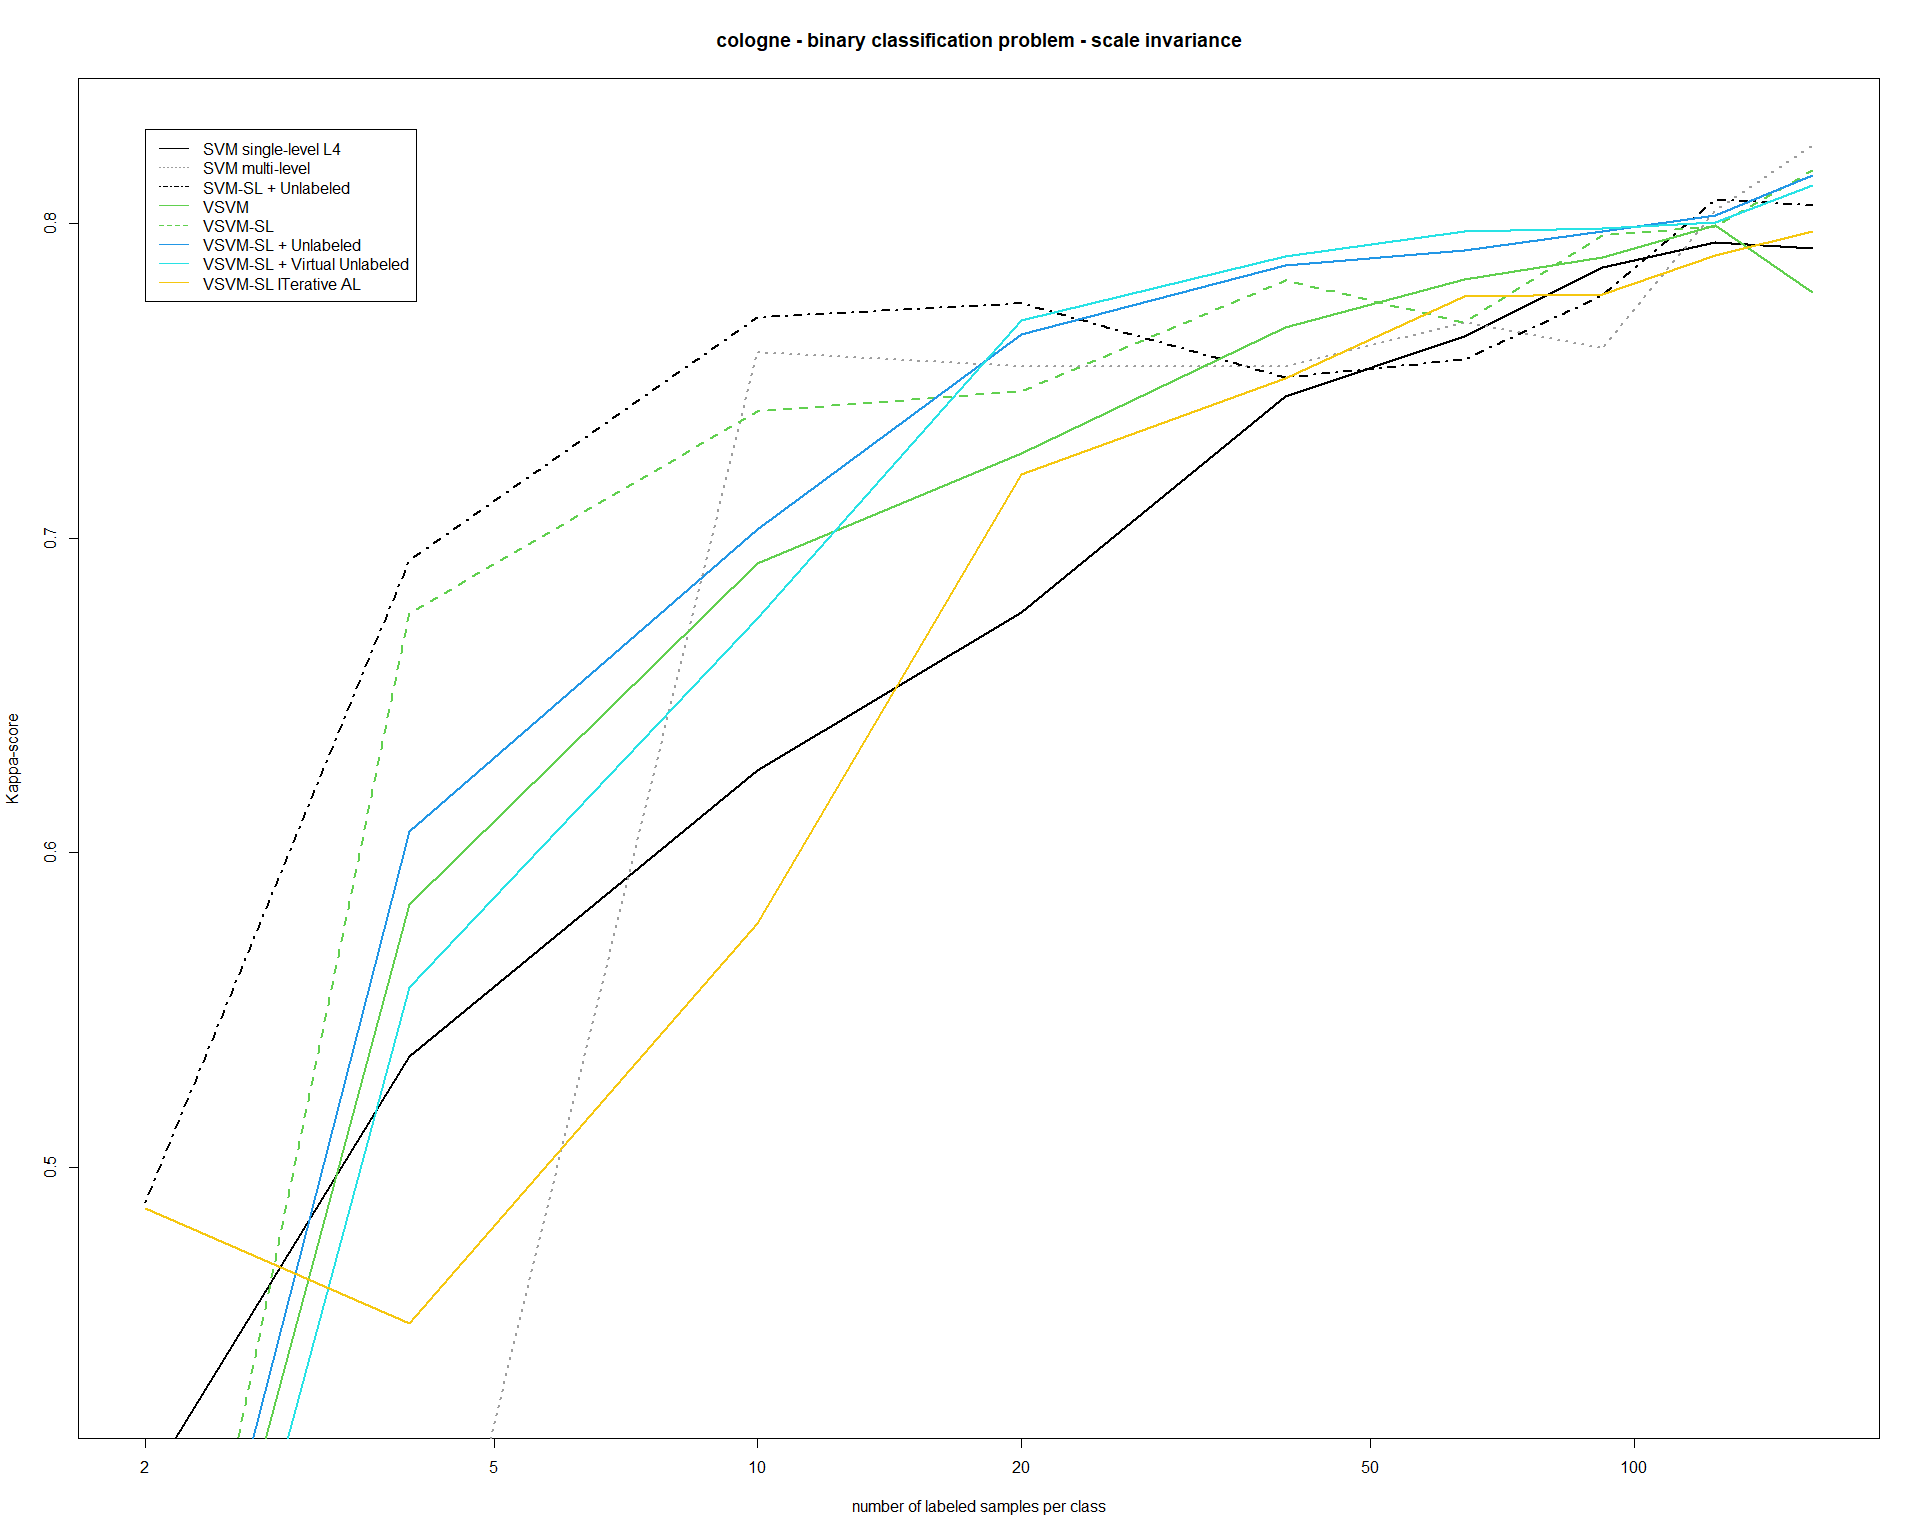 cologne - binary classification problem - scale invariance
SVM single-level L4
SVM multi-level
SVM-SL + Unlabeled
VSVM
VSVM-SL
VSVM-SL + Unlabeled
VSVM-SL + Virtual Unlabeled
VSVM-SL ITerative AL
0.8
0.7
0.6
0.5
Kappa-score
2 5 10 20 50 100
number of labeled samples per class